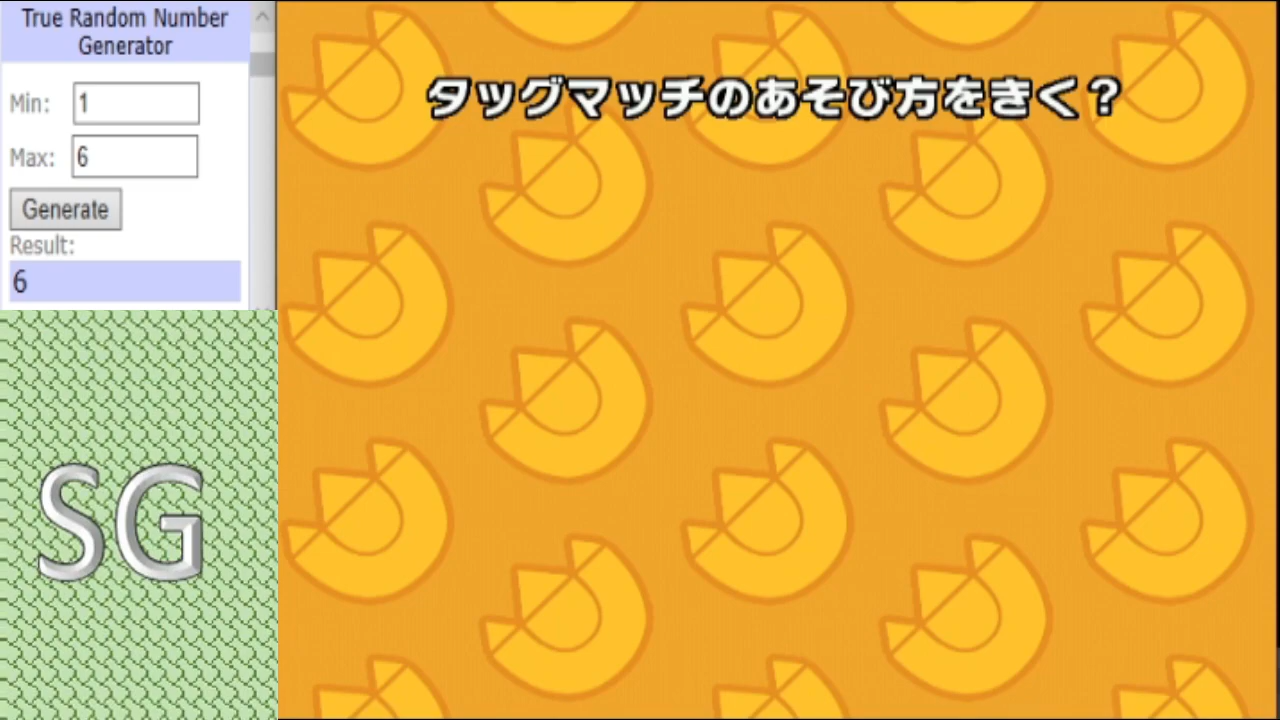 True Random Number
Generator
Min: 1
Max: 6
Generate
Result:
6
SG
タッグマッチのあそび方をきく？